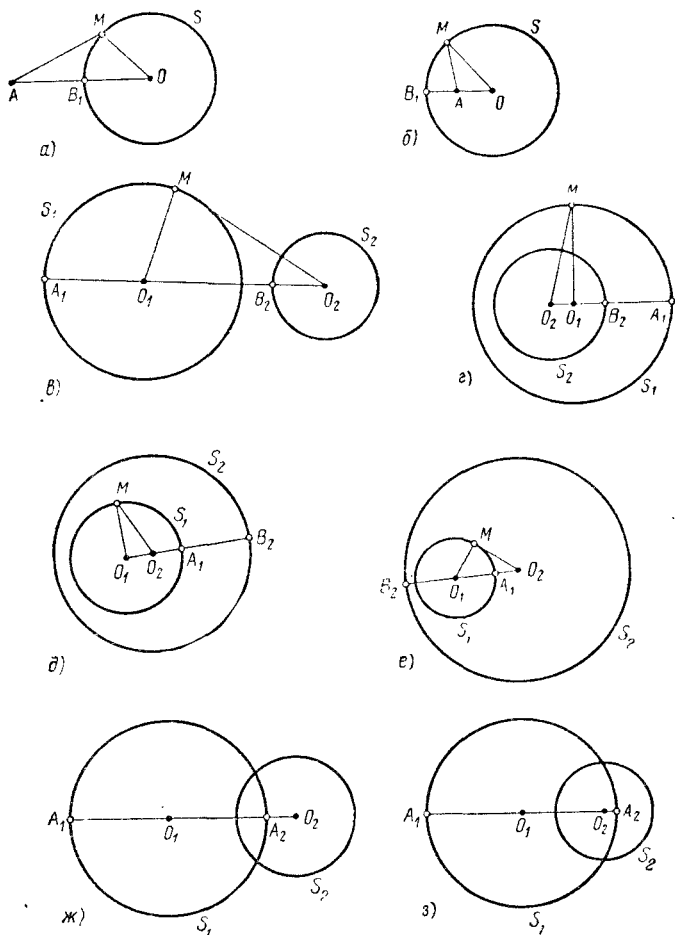 M S
A B₁ O
а)
M S
B₁ A O
б)
S₁ M S₂
A₁ O₁ B₂ O₂
в)
M
O₂ O₁ B₂ A₁
S₂ S₁
г)
S₂
M S₁
O₁ O₂ A₁ B₂
д)
M
B₂ O₁ A₁ O₂
S₁ S₂
е)
A₁ O₁ A₂ O₂
S₂
S₁
ж)
A₁ O₁ O₂ A₂
S₂
S₁
з)